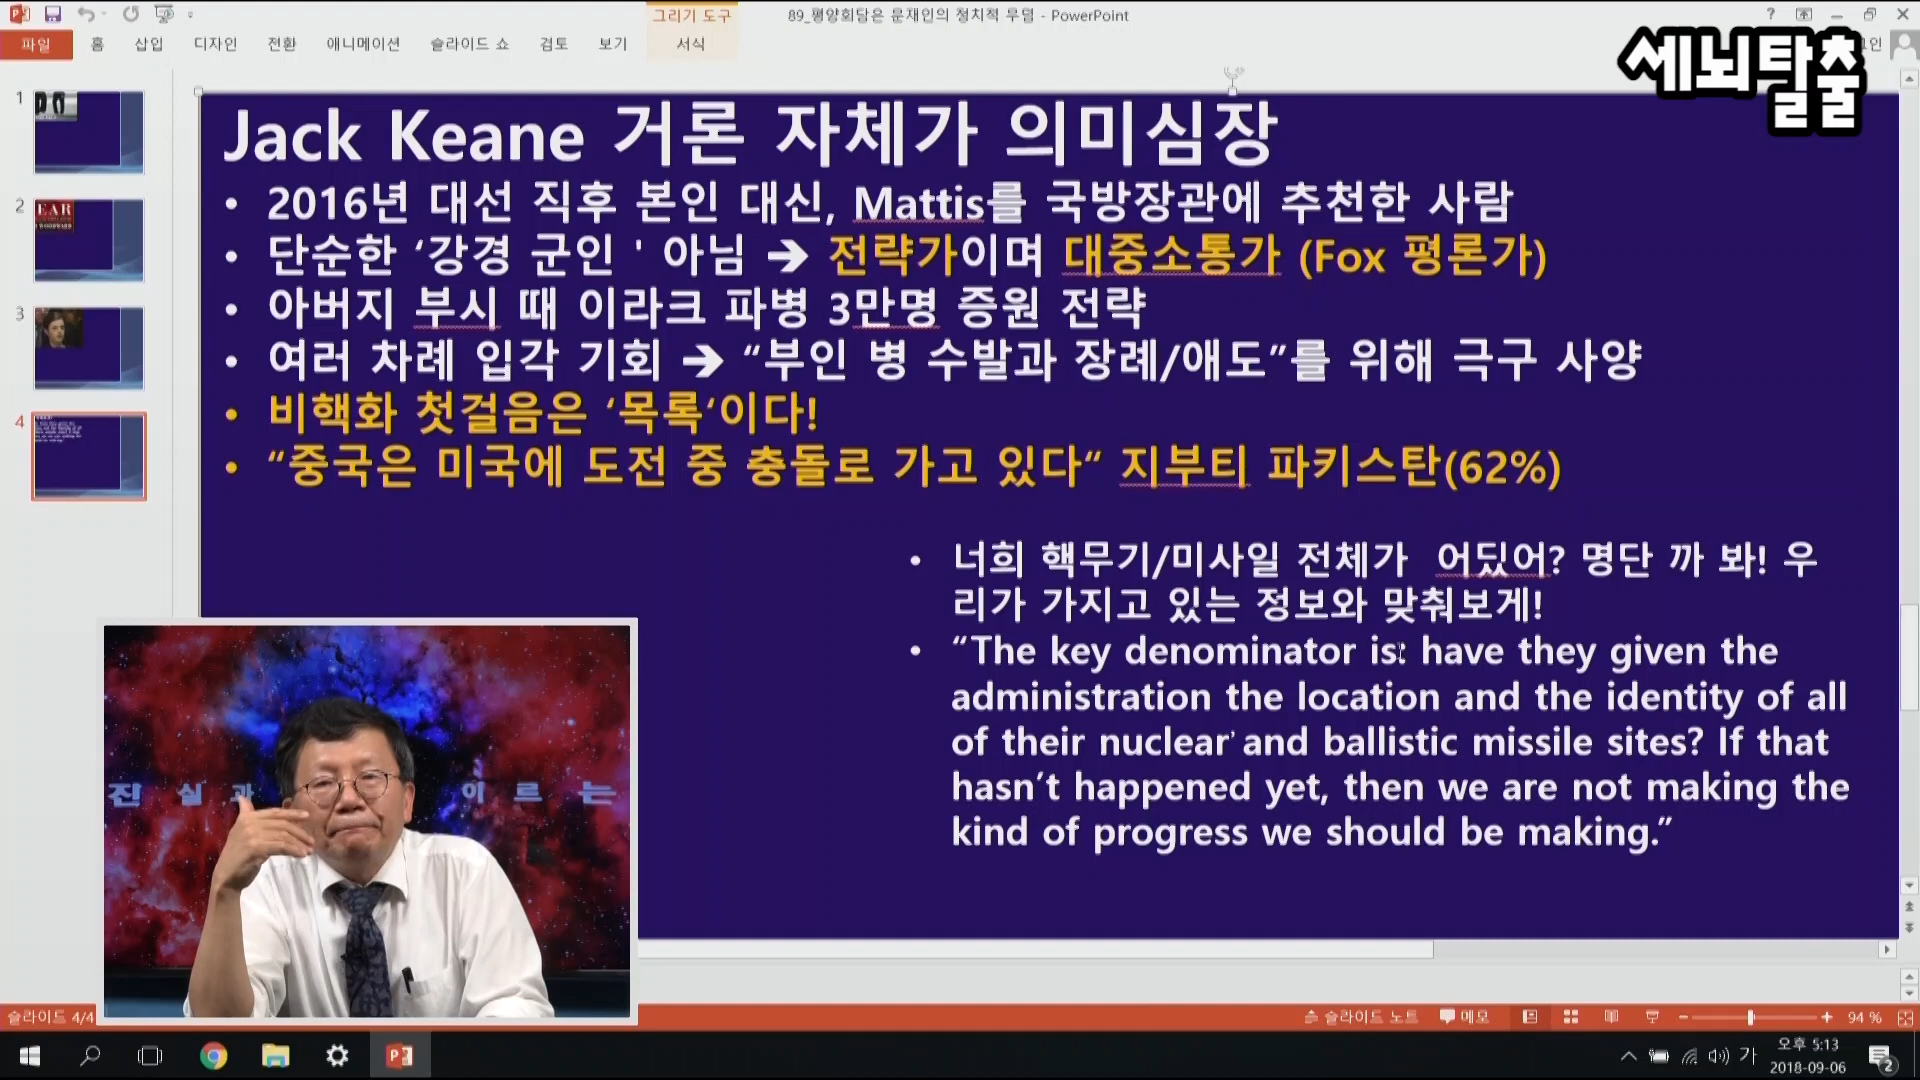 그리기 도구
89_평양회담은 문재인의 정치적 무덤 - PowerPoint
파일 홈 삽입 디자인 전환 애니메이션 슬라이드 쇼 검토 보기 서식
세뇌탈출
1
2
EAR
3
4
Jack Keane 거론 자체가 의미심장
• 2016년 대선 직후 본인 대신, Mattis를 국방장관에 추천한 사람
• 단순한 ‘강경 군인 ' 아님 ➔ 전략가이며 대중소통가 (Fox 평론가)
• 아버지 부시 때 이라크 파병 3만명 증원 전략
• 여러 차례 입각 기회 ➔ “부인 병 수발과 장례/애도”를 위해 극구 사양
• 비핵화 첫걸음은 ‘목록‘이다!
• “중국은 미국에 도전 중 충돌로 가고 있다“ 지부티 파키스탄(62%)
• 너희 핵무기/미사일 전체가 어딨어? 명단 까 봐! 우
리가 가지고 있는 정보와 맞춰보게!
• “The key denominator is: have they given the
administration the location and the identity of all
of their nuclear and ballistic missile sites? If that
hasn’t happened yet, then we are not making the
kind of progress we should be making.”
진 실 과 이 르 는
슬라이드 4/4
슬라이드 노트 메모 94 %
가
오후 5:13
2018-09-06
2